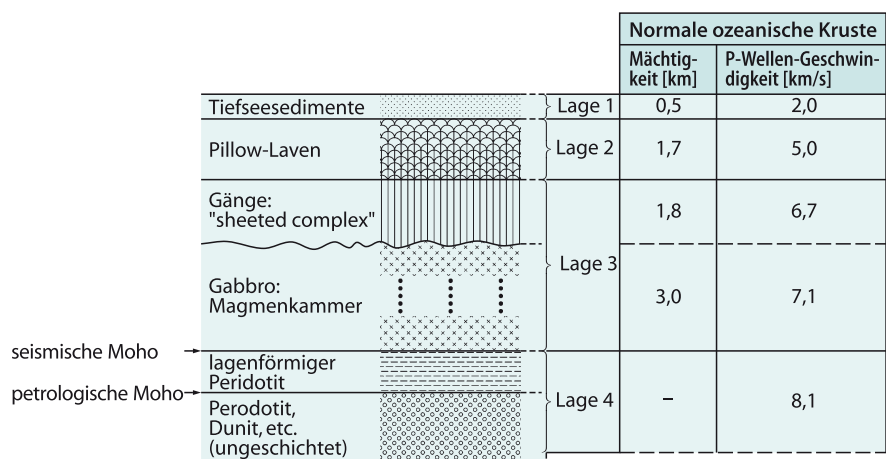 Normale ozeanische Kruste
Mächtig-
keit [km]
P-Wellen-Geschwin-
digkeit [km/s]
Tiefseesedimente
Lage 1
0,5
2,0
Pillow-Laven
Lage 2
1,7
5,0
Gänge:
"sheeted complex"
1,8
6,7
Lage 3
Gabbro:
Magmenkammer
3,0
7,1
seismische Moho
lagenförmiger
Peridotit
petrologische Moho
Lage 4
–
8,1
Perodotit,
Dunit, etc.
(ungeschichtet)